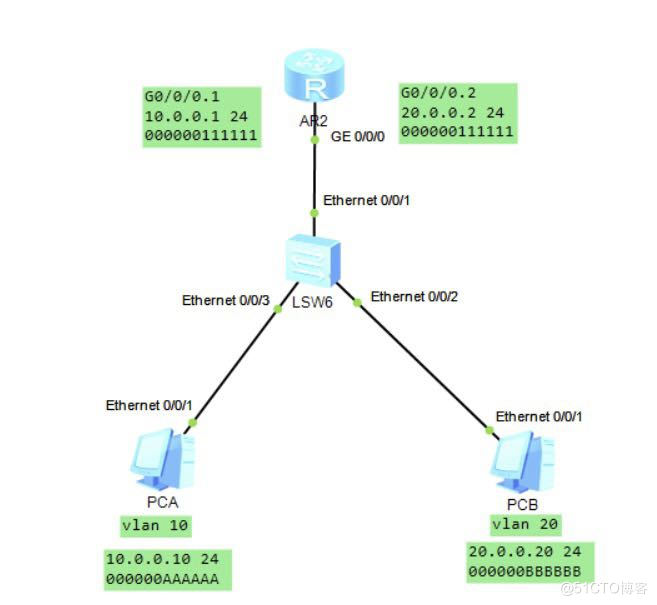 G0/0/0.1
10.0.0.1 24
000000111111
G0/0/0.2
20.0.0.2 24
000000111111
R
AR2
GE 0/0/0
Ethernet 0/0/1
LSW6
Ethernet 0/0/3
Ethernet 0/0/2
Ethernet 0/0/1
Ethernet 0/0/1
PCA
PCB
vlan 10
vlan 20
10.0.0.10 24
000000AAAAAA
20.0.0.20 24
000000BBBBBB
@51CTO博客